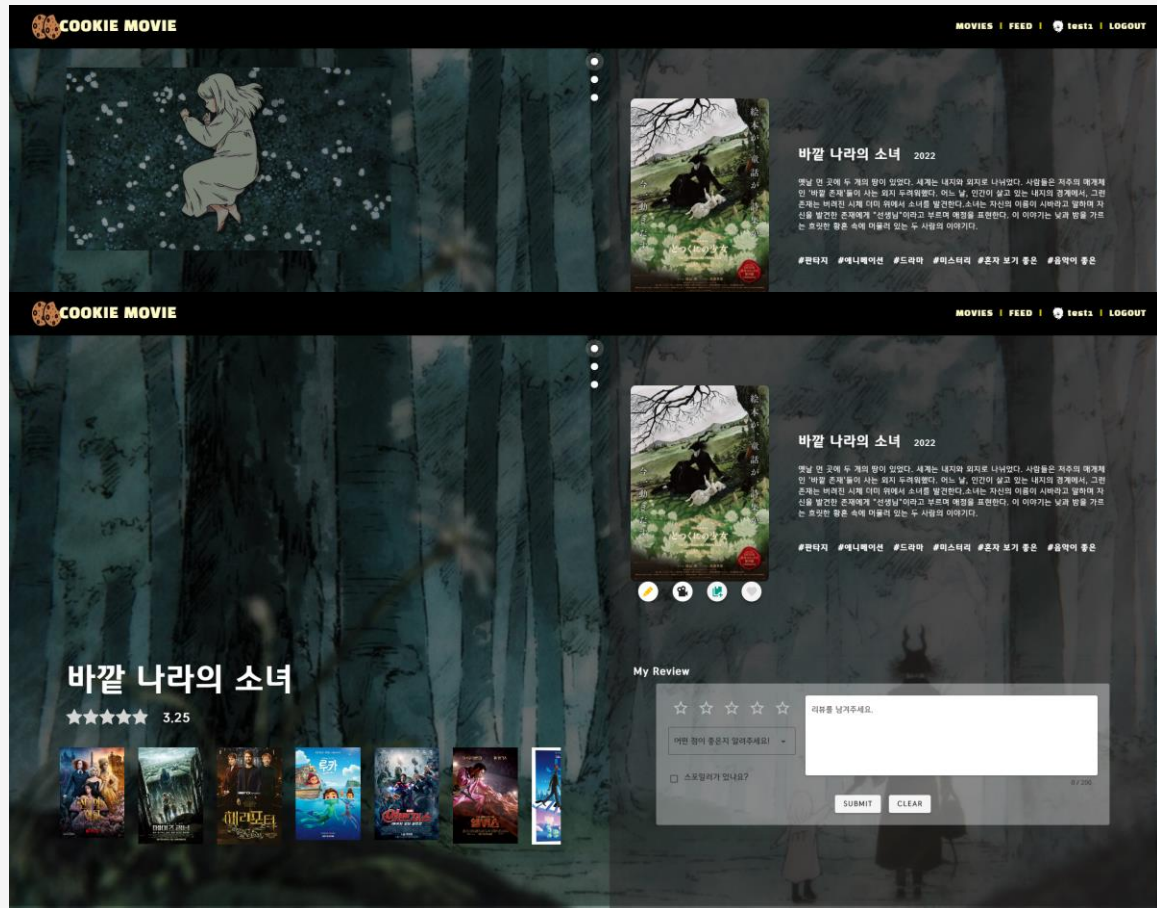 COOKIE MOVIE
MOVIES | FEED | test1 | LOGOUT
바깥 나라의 소녀 2022
옛날 먼 곳에 두 개의 땅이 있었다. 세계는 내지와 외지로 나뉘었다. 사람들은 저주의 매개체
인 '바깥 존재'들이 사는 외지 두려워했다. 어느 날, 인간이 살고 있는 내지의 경계에서, 그런
존재는 버려진 시체 더미 위에서 소녀를 발견한다.소녀는 자신의 이름이 시바라고 말하며 자
신을 발견한 존재에게 "선생님"이라고 부르며 애정을 표현한다. 이 이야기는 낮과 밤을 가르
는 흐릿한 황혼 속에 머물러 있는 두 사람의 이야기다.
#판타지 #애니메이션 #드라마 #미스터리 #혼자 보기 좋은 #음악이 좋은
COOKIE MOVIE
MOVIES | FEED | test1 | LOGOUT
바깥 나라의 소녀 2022
옛날 먼 곳에 두 개의 땅이 있었다. 세계는 내지와 외지로 나뉘었다. 사람들은 저주의 매개체
인 '바깥 존재'들이 사는 외지 두려워했다. 어느 날, 인간이 살고 있는 내지의 경계에서, 그런
존재는 버려진 시체 더미 위에서 소녀를 발견한다.소녀는 자신의 이름이 시바라고 말하며 자
신을 발견한 존재에게 "선생님"이라고 부르며 애정을 표현한다. 이 이야기는 낮과 밤을 가르
는 흐릿한 황혼 속에 머물러 있는 두 사람의 이야기다.
#판타지 #애니메이션 #드라마 #미스터리 #혼자 보기 좋은 #음악이 좋은
とつくにの少女
바깥 나라의 소녀
3.25
루카
해리포터
My Review
리뷰를 남겨주세요.
어떤 점이 좋은지 알려주세요!
스포일러가 있나요?
0 / 200
SUBMIT
CLEAR